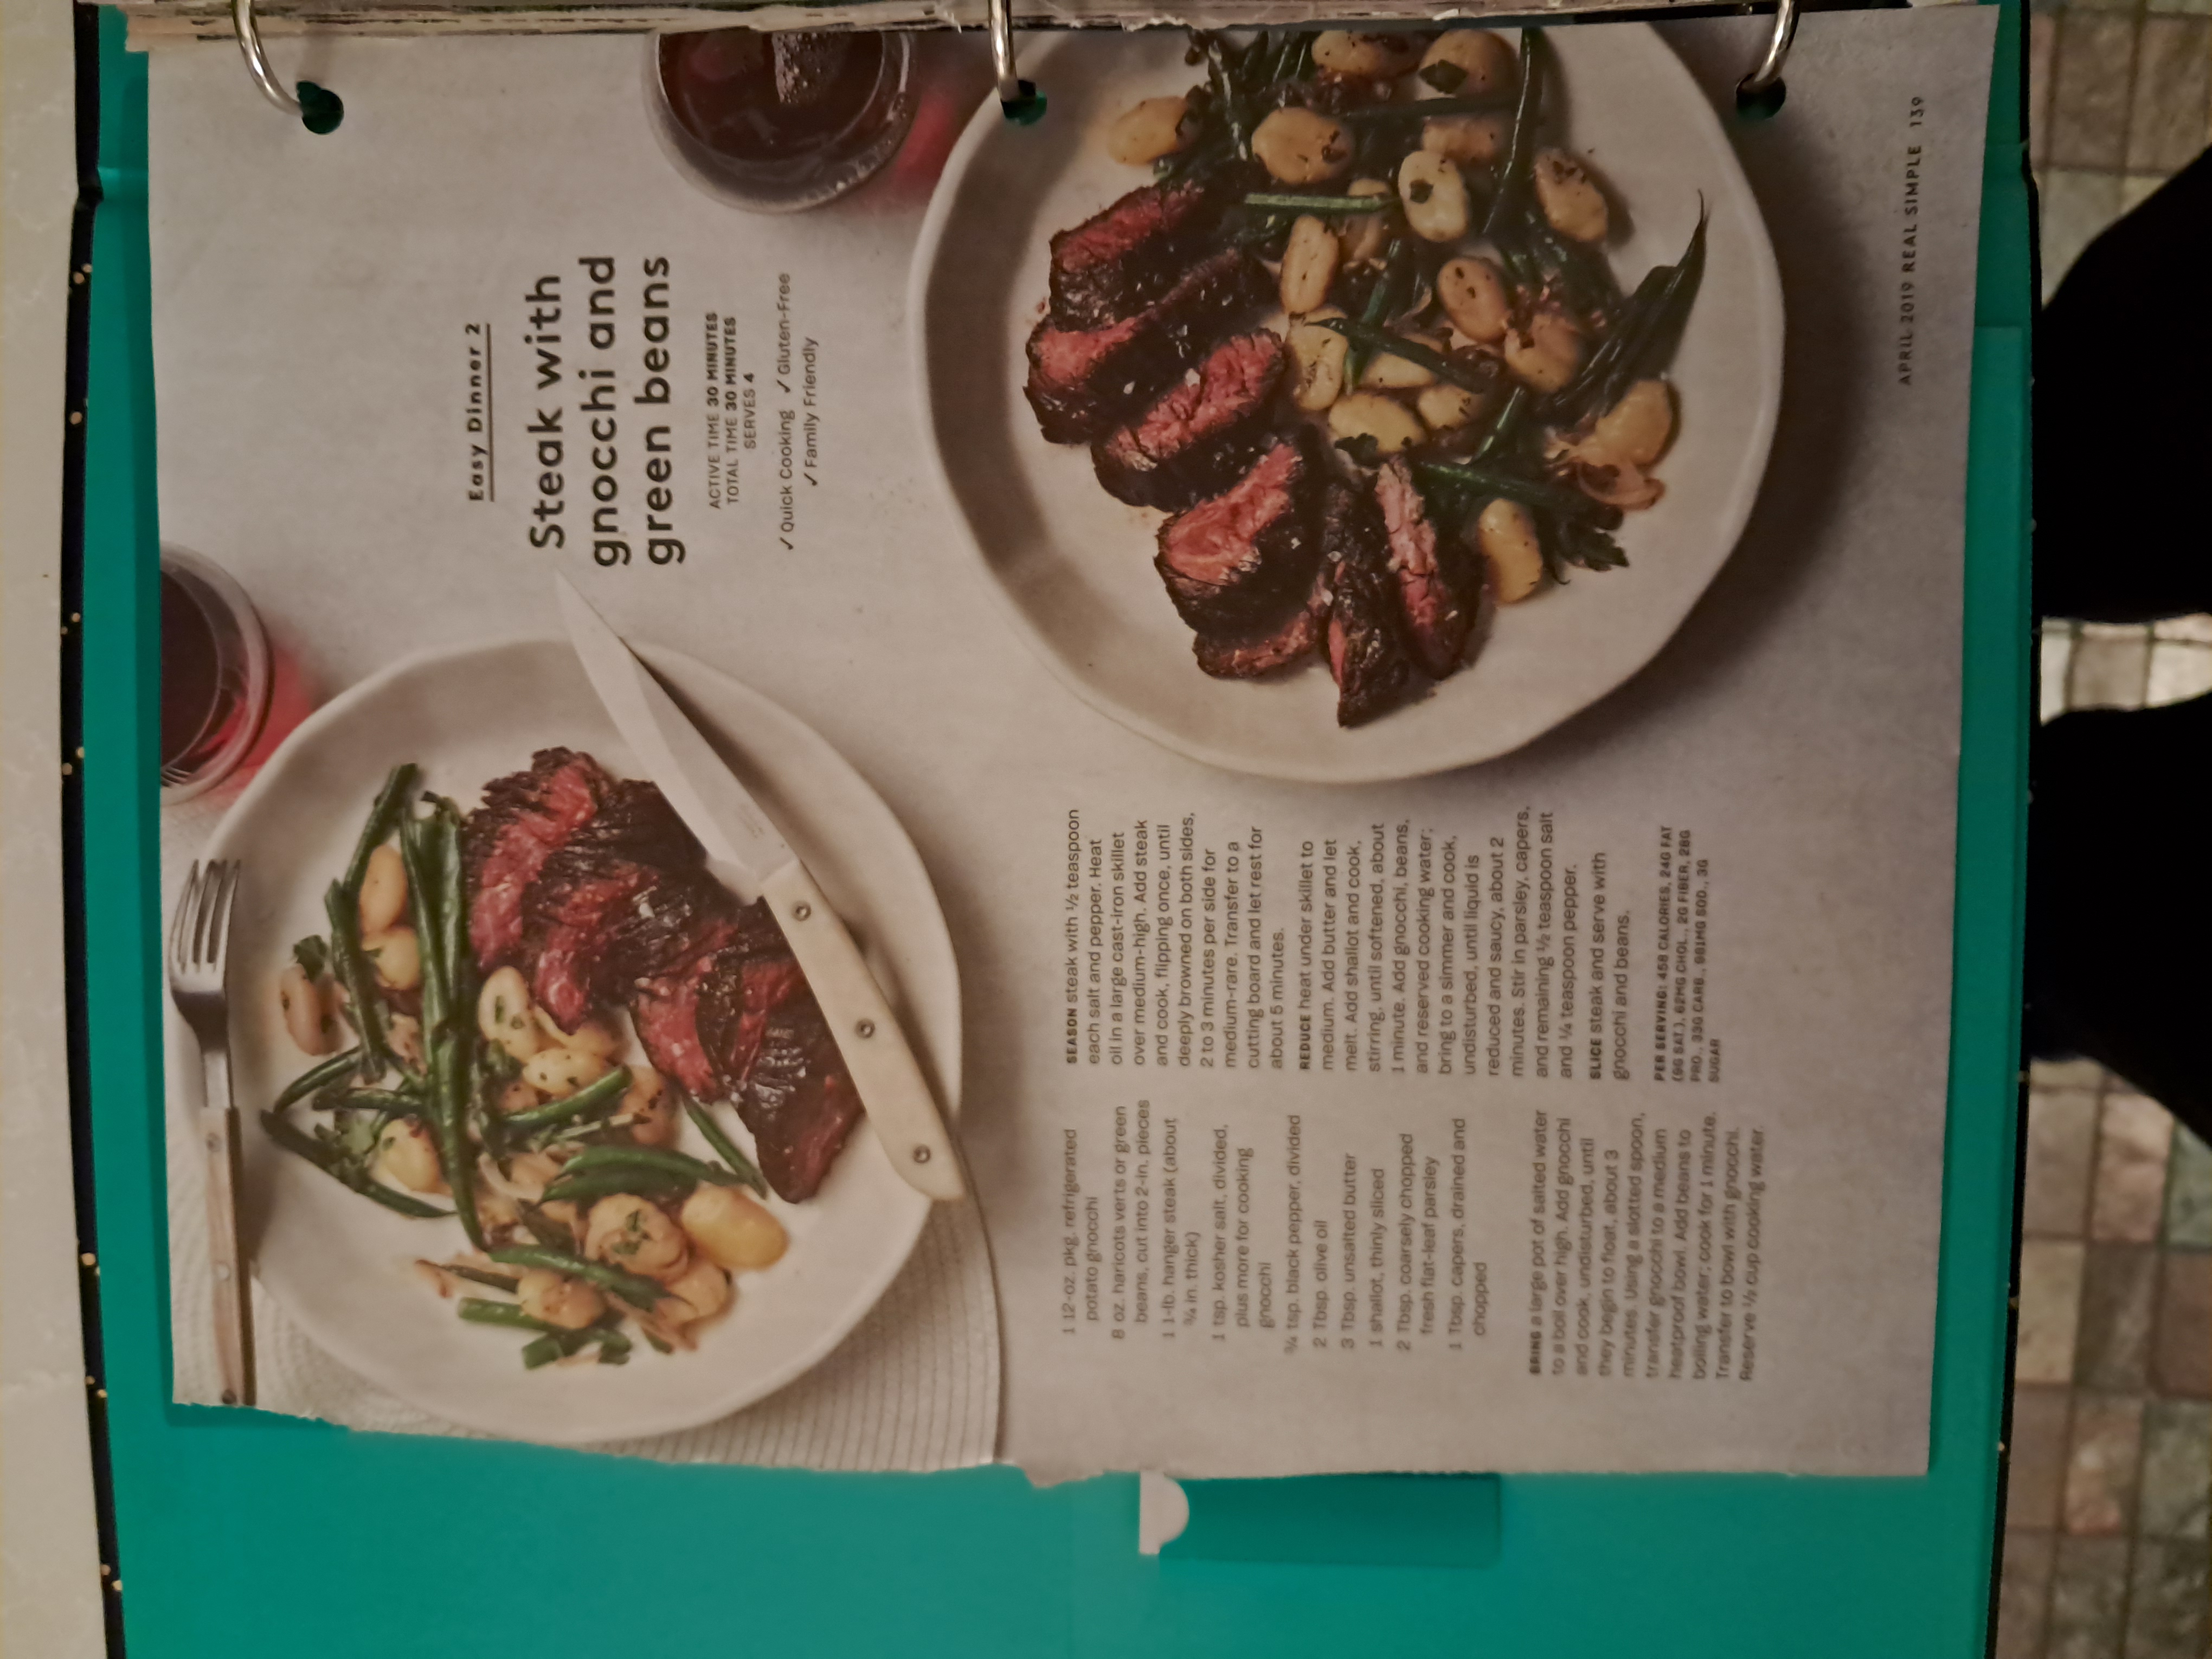 Easy Dinner 2
Steak with
gnocchi and
green beans
ACTIVE TIME 30 MINUTES
TOTAL TIME 30 MINUTES
SERVES 4
✓ Quick Cooking ✓ Gluten-Free
✓ Family Friendly
1 12-oz. pkg. refrigerated
potato gnocchi
8 oz. haricots verts or green
beans, cut into 2-in. pieces
1 1-lb. hanger steak (about
¾ in. thick)
1 tsp. kosher salt, divided,
plus more for cooking
gnocchi
¾ tsp. black pepper, divided
2 Tbsp. olive oil
3 Tbsp. unsalted butter
1 shallot, thinly sliced
2 Tbsp. coarsely chopped
fresh flat-leaf parsley
1 Tbsp. capers, drained and
chopped
BRING a large pot of salted water
to a boil over high. Add gnocchi
and cook, undisturbed, until
they begin to float, about 3
minutes. Using a slotted spoon,
transfer gnocchi to a medium
heatproof bowl. Add beans to
boiling water; cook for 1 minute.
Transfer to bowl with gnocchi.
Reserve ½ cup cooking water.
SEASON steak with ½ teaspoon
each salt and pepper. Heat
oil in a large cast-iron skillet
over medium-high. Add steak
and cook, flipping once, until
deeply browned on both sides,
2 to 3 minutes per side for
medium-rare. Transfer to a
cutting board and let rest for
about 5 minutes.
REDUCE heat under skillet to
medium. Add butter and let
melt. Add shallot and cook,
stirring, until softened, about
1 minute. Add gnocchi, beans,
and reserved cooking water;
bring to a simmer and cook,
undisturbed, until liquid is
reduced and saucy, about 2
minutes. Stir in parsley, capers,
and remaining ½ teaspoon salt
and ¼ teaspoon pepper.
SLICE steak and serve with
gnocchi and beans.
PER SERVING: 458 CALORIES, 24G FAT
(9G SAT.), 62MG CHOL., 2G FIBER, 28G
PRO., 33G CARB., 981MG SOD., 3G
SUGAR
APRIL 2019 REAL SIMPLE 139